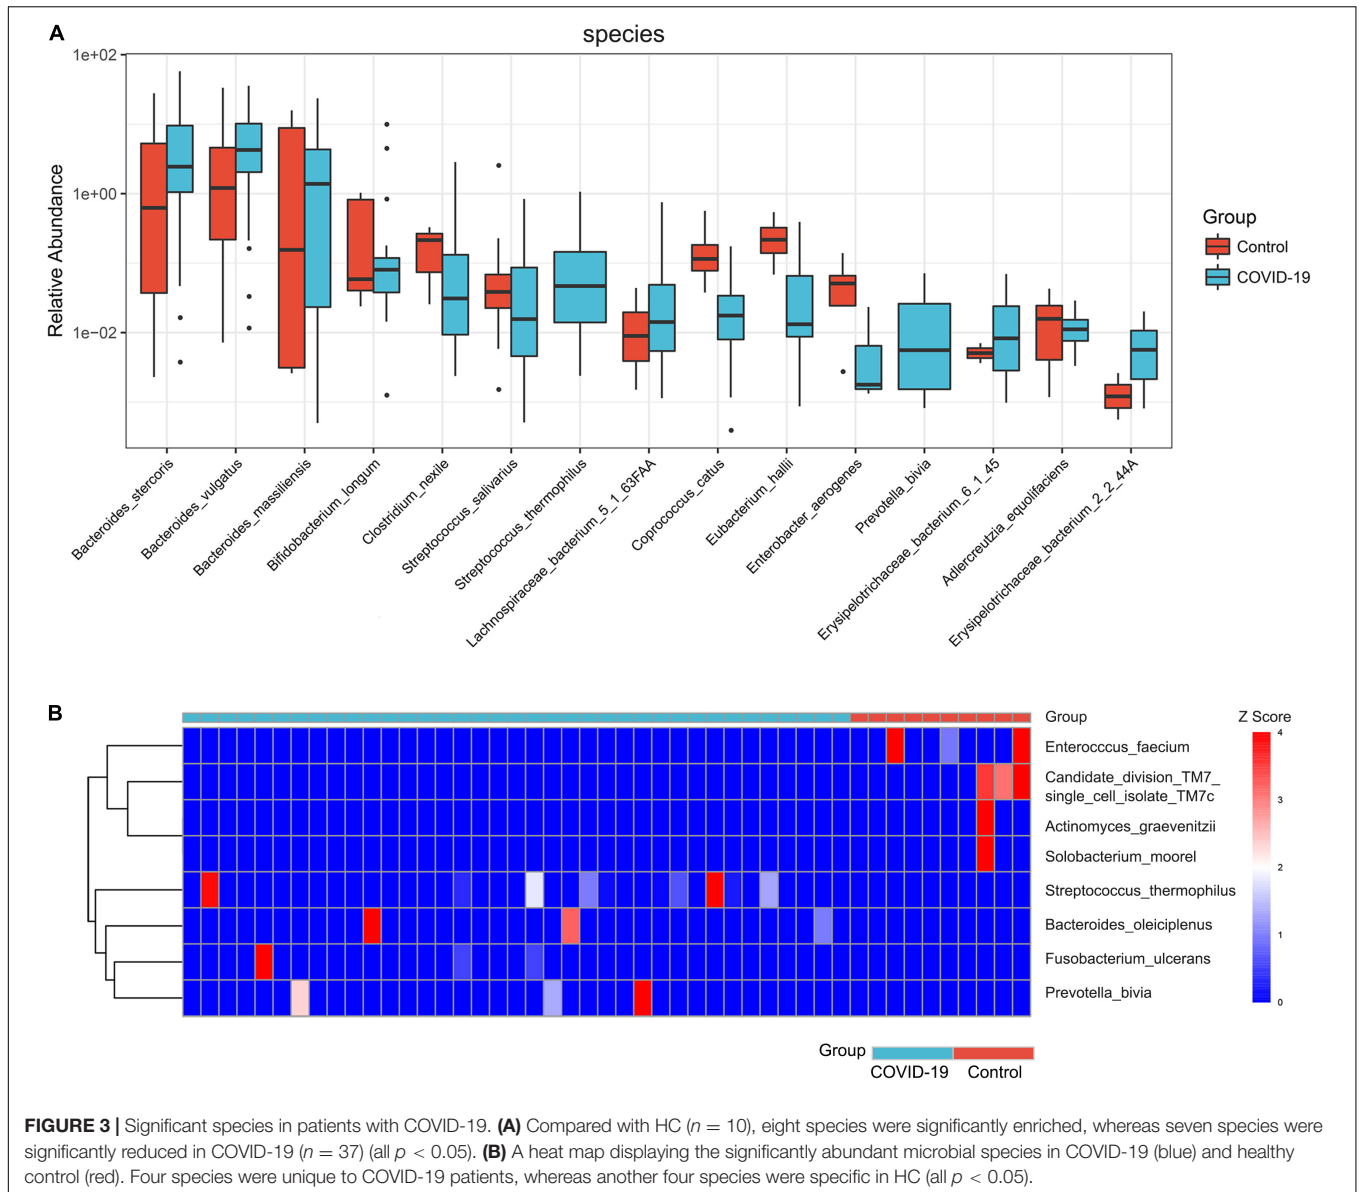 A
species
Relative Abundance
1e+02
1e+00
1e−02
Group
Control
COVID-19
Bacteroides_stercoris
Bacteroides_vulgatus
Bacteroides_massiliensis
Bifidobacterium_longum
Clostridium_nexile
Streptococcus_salivarius
Streptococcus_thermophilus
Lachnospiraceae_bacterium_5_1_63FAA
Coprococcus_catus
Eubacterium_hallii
Enterobacter_aerogenes
Prevotella_bivia
Erysipelotrichaceae_bacterium_6_1_45
Adlercreutzia_equolifaciens
Erysipelotrichaceae_bacterium_2_2_44A
B
Group
Z Score
Enterocccus_faecium
Candidate_division_TM7_
single_cell_isolate_TM7c
Actinomyces_graevenitzii
Solobacterium_moorel
Streptococcus_thermophilus
Bacteroides_oleiciplenus
Fusobacterium_ulcerans
Prevotella_bivia
4
3
2
1
0
Group
COVID-19 Control
FIGURE 3 | Significant species in patients with COVID-19. (A) Compared with HC (n = 10), eight species were significantly enriched, whereas seven species were
significantly reduced in COVID-19 (n = 37) (all p < 0.05). (B) A heat map displaying the significantly abundant microbial species in COVID-19 (blue) and healthy
control (red). Four species were unique to COVID-19 patients, whereas another four species were specific in HC (all p < 0.05).